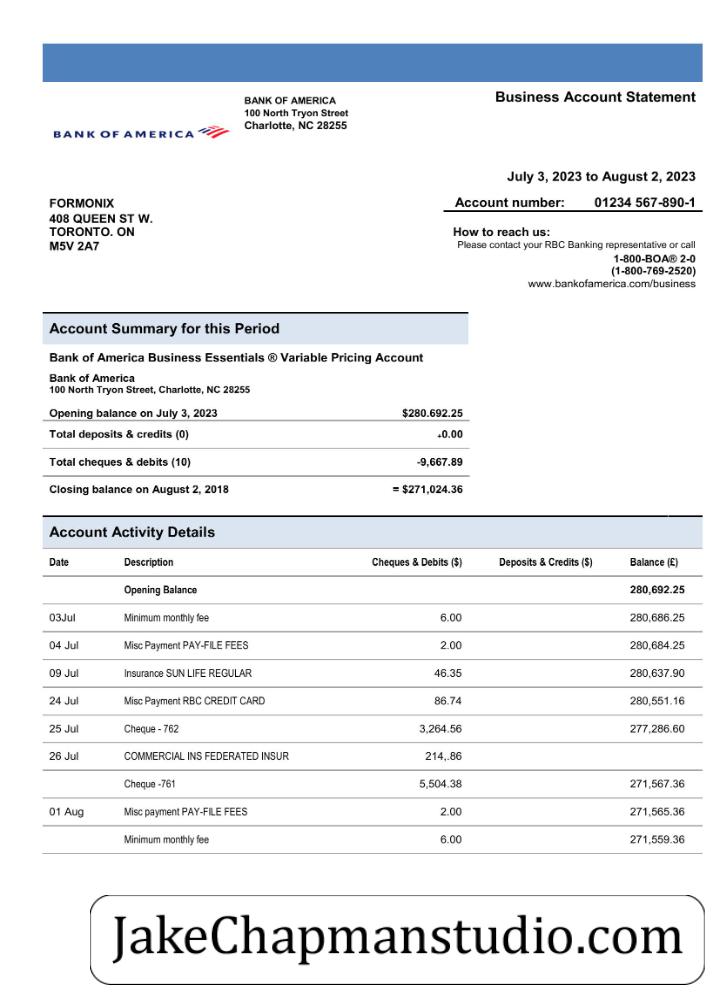 BANK OF AMERICA
BANK OF AMERICA
100 North Tryon Street
Charlotte, NC 28255
Business Account Statement
July 3, 2023 to August 2, 2023
Account number: 01234 567-890-1
FORMONIX
408 QUEEN ST W.
TORONTO. ON
M5V 2A7
How to reach us:
Please contact your RBC Banking representative or call
1-800-BOA® 2-0
(1-800-769-2520)
www.bankofamerica.com/business
Account Summary for this Period
Bank of America Business Essentials ® Variable Pricing Account
Bank of America
100 North Tryon Street, Charlotte, NC 28255
Opening balance on July 3, 2023 $280.692.25
Total deposits & credits (0) +0.00
Total cheques & debits (10) -9,667.89
Closing balance on August 2, 2018 = $271,024.36
Account Activity Details
Date Description Cheques & Debits ($) Deposits & Credits ($) Balance (£)
Opening Balance 280,692.25
03Jul Minimum monthly fee 6.00 280,686.25
04 Jul Misc Payment PAY-FILE FEES 2.00 280,684.25
09 Jul Insurance SUN LIFE REGULAR 46.35 280,637.90
24 Jul Misc Payment RBC CREDIT CARD 86.74 280,551.16
25 Jul Cheque - 762 3,264.56 277,286.60
26 Jul COMMERCIAL INS FEDERATED INSUR 214,.86
Cheque -761 5,504.38 271,567.36
01 Aug Misc payment PAY-FILE FEES 2.00 271,565.36
Minimum monthly fee 6.00 271,559.36
JakeChapmanstudio.com